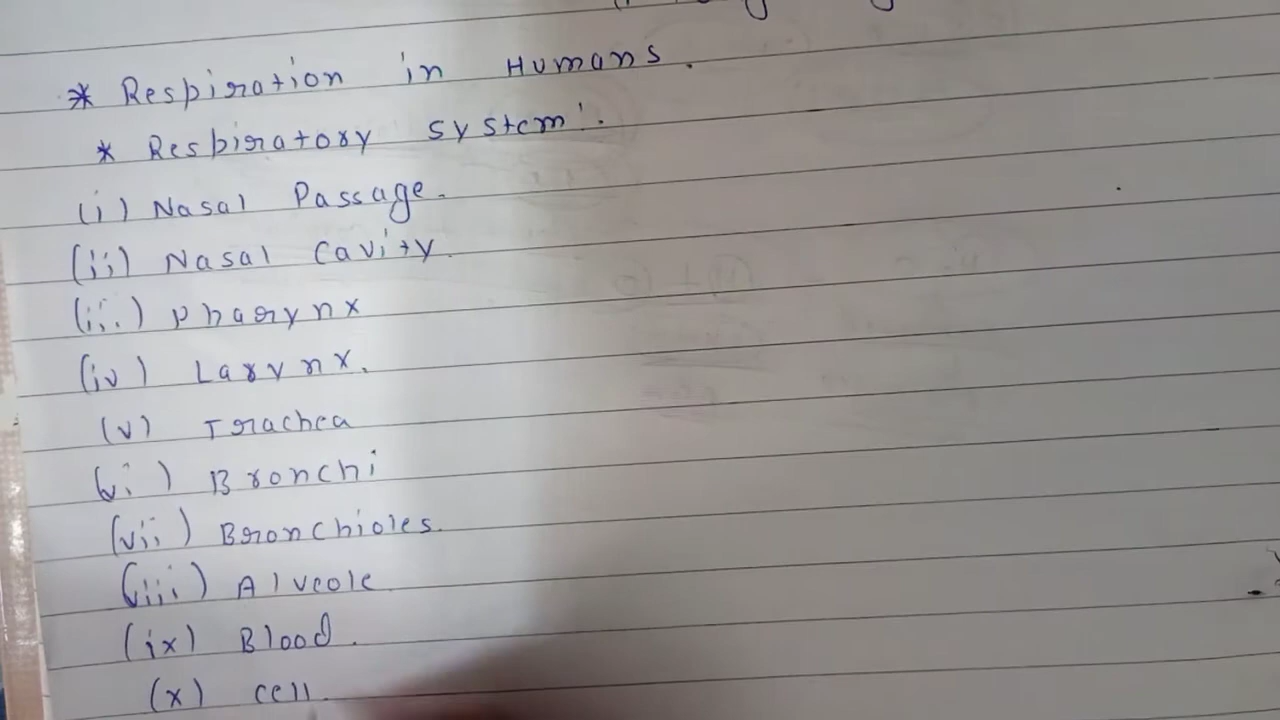 * Respiration in Humans.
* Respiratory system'.
(i) Nasal Passage.
(ii) Nasal Cavity.
(iii.) Pharynx
(iv) Larynx.
(v) Trachea
(vi) Bronchi
(vii) Bronchioles.
(viii) Alveole
(ix) Blood.
(x) cell.